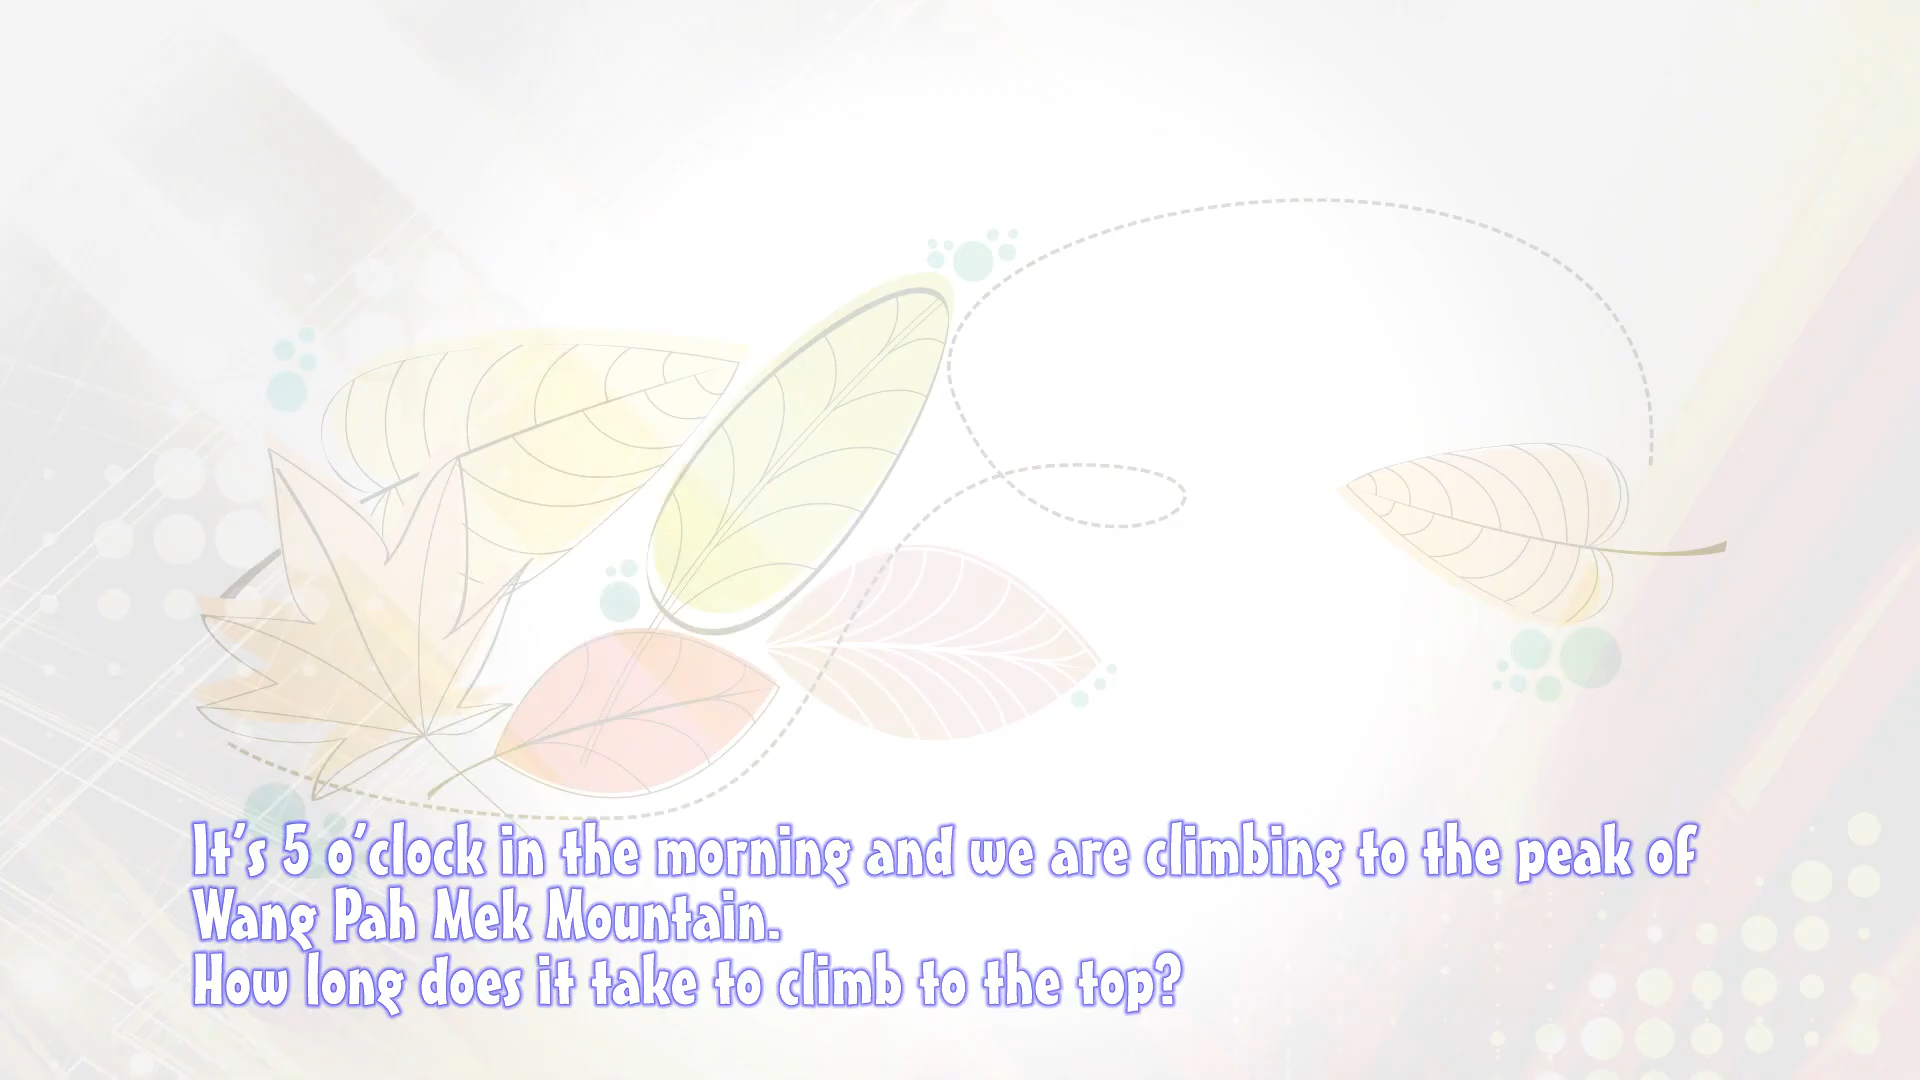 It's 5 o'clock in the morning and we are climbing to the peak of
Wang Pah Mek Mountain.
How long does it take to climb to the top?